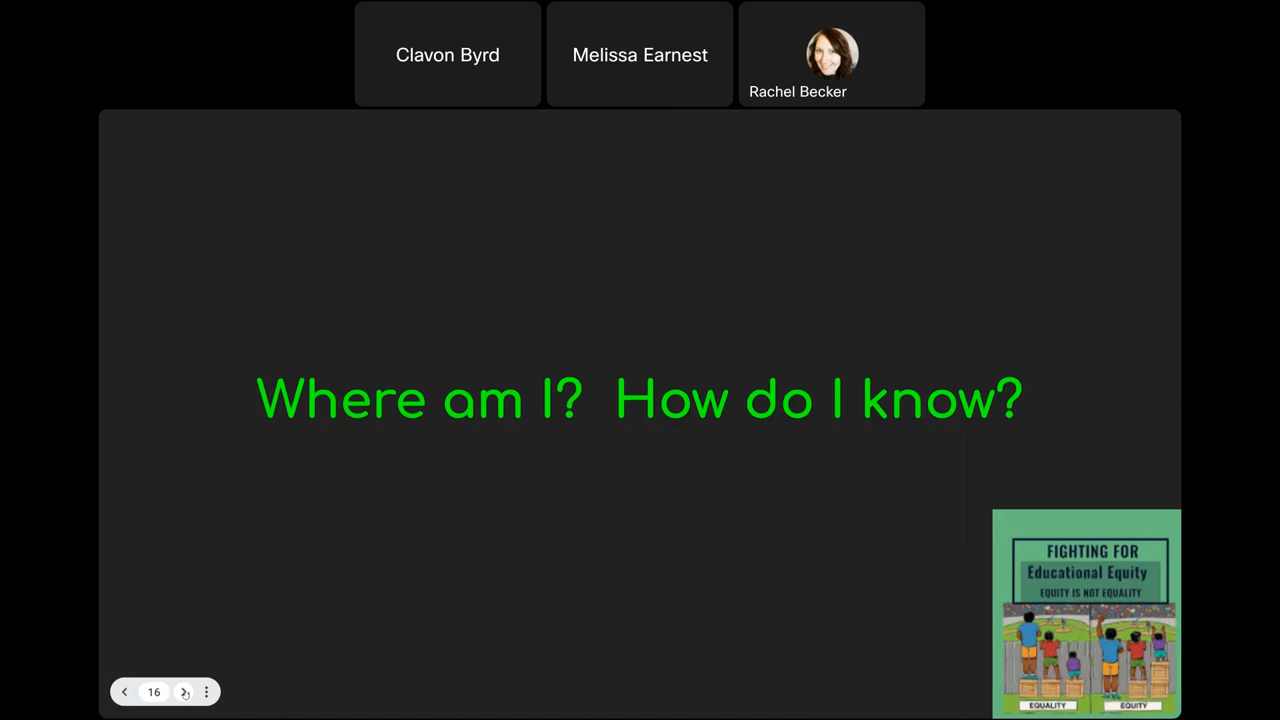 Clavon Byrd
Melissa Earnest
Rachel Becker
Where am I? How do I know?
FIGHTING FOR
Educational Equity
EQUITY IS NOT EQUALITY
EQUALITY
EQUITY
16